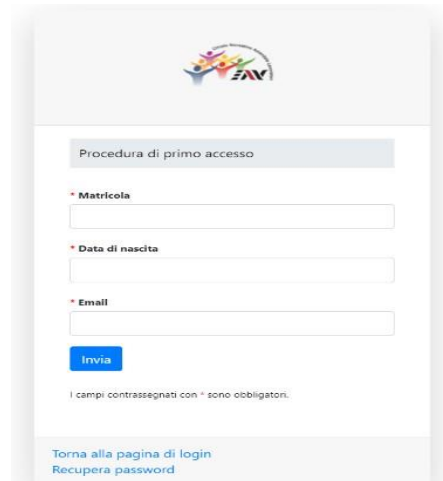 EAV
Procedura di primo accesso
* Matricola
* Data di nascita
* Email
Invia
I campi contrassegnati con * sono obbligatori.
Torna alla pagina di login
Recupera password